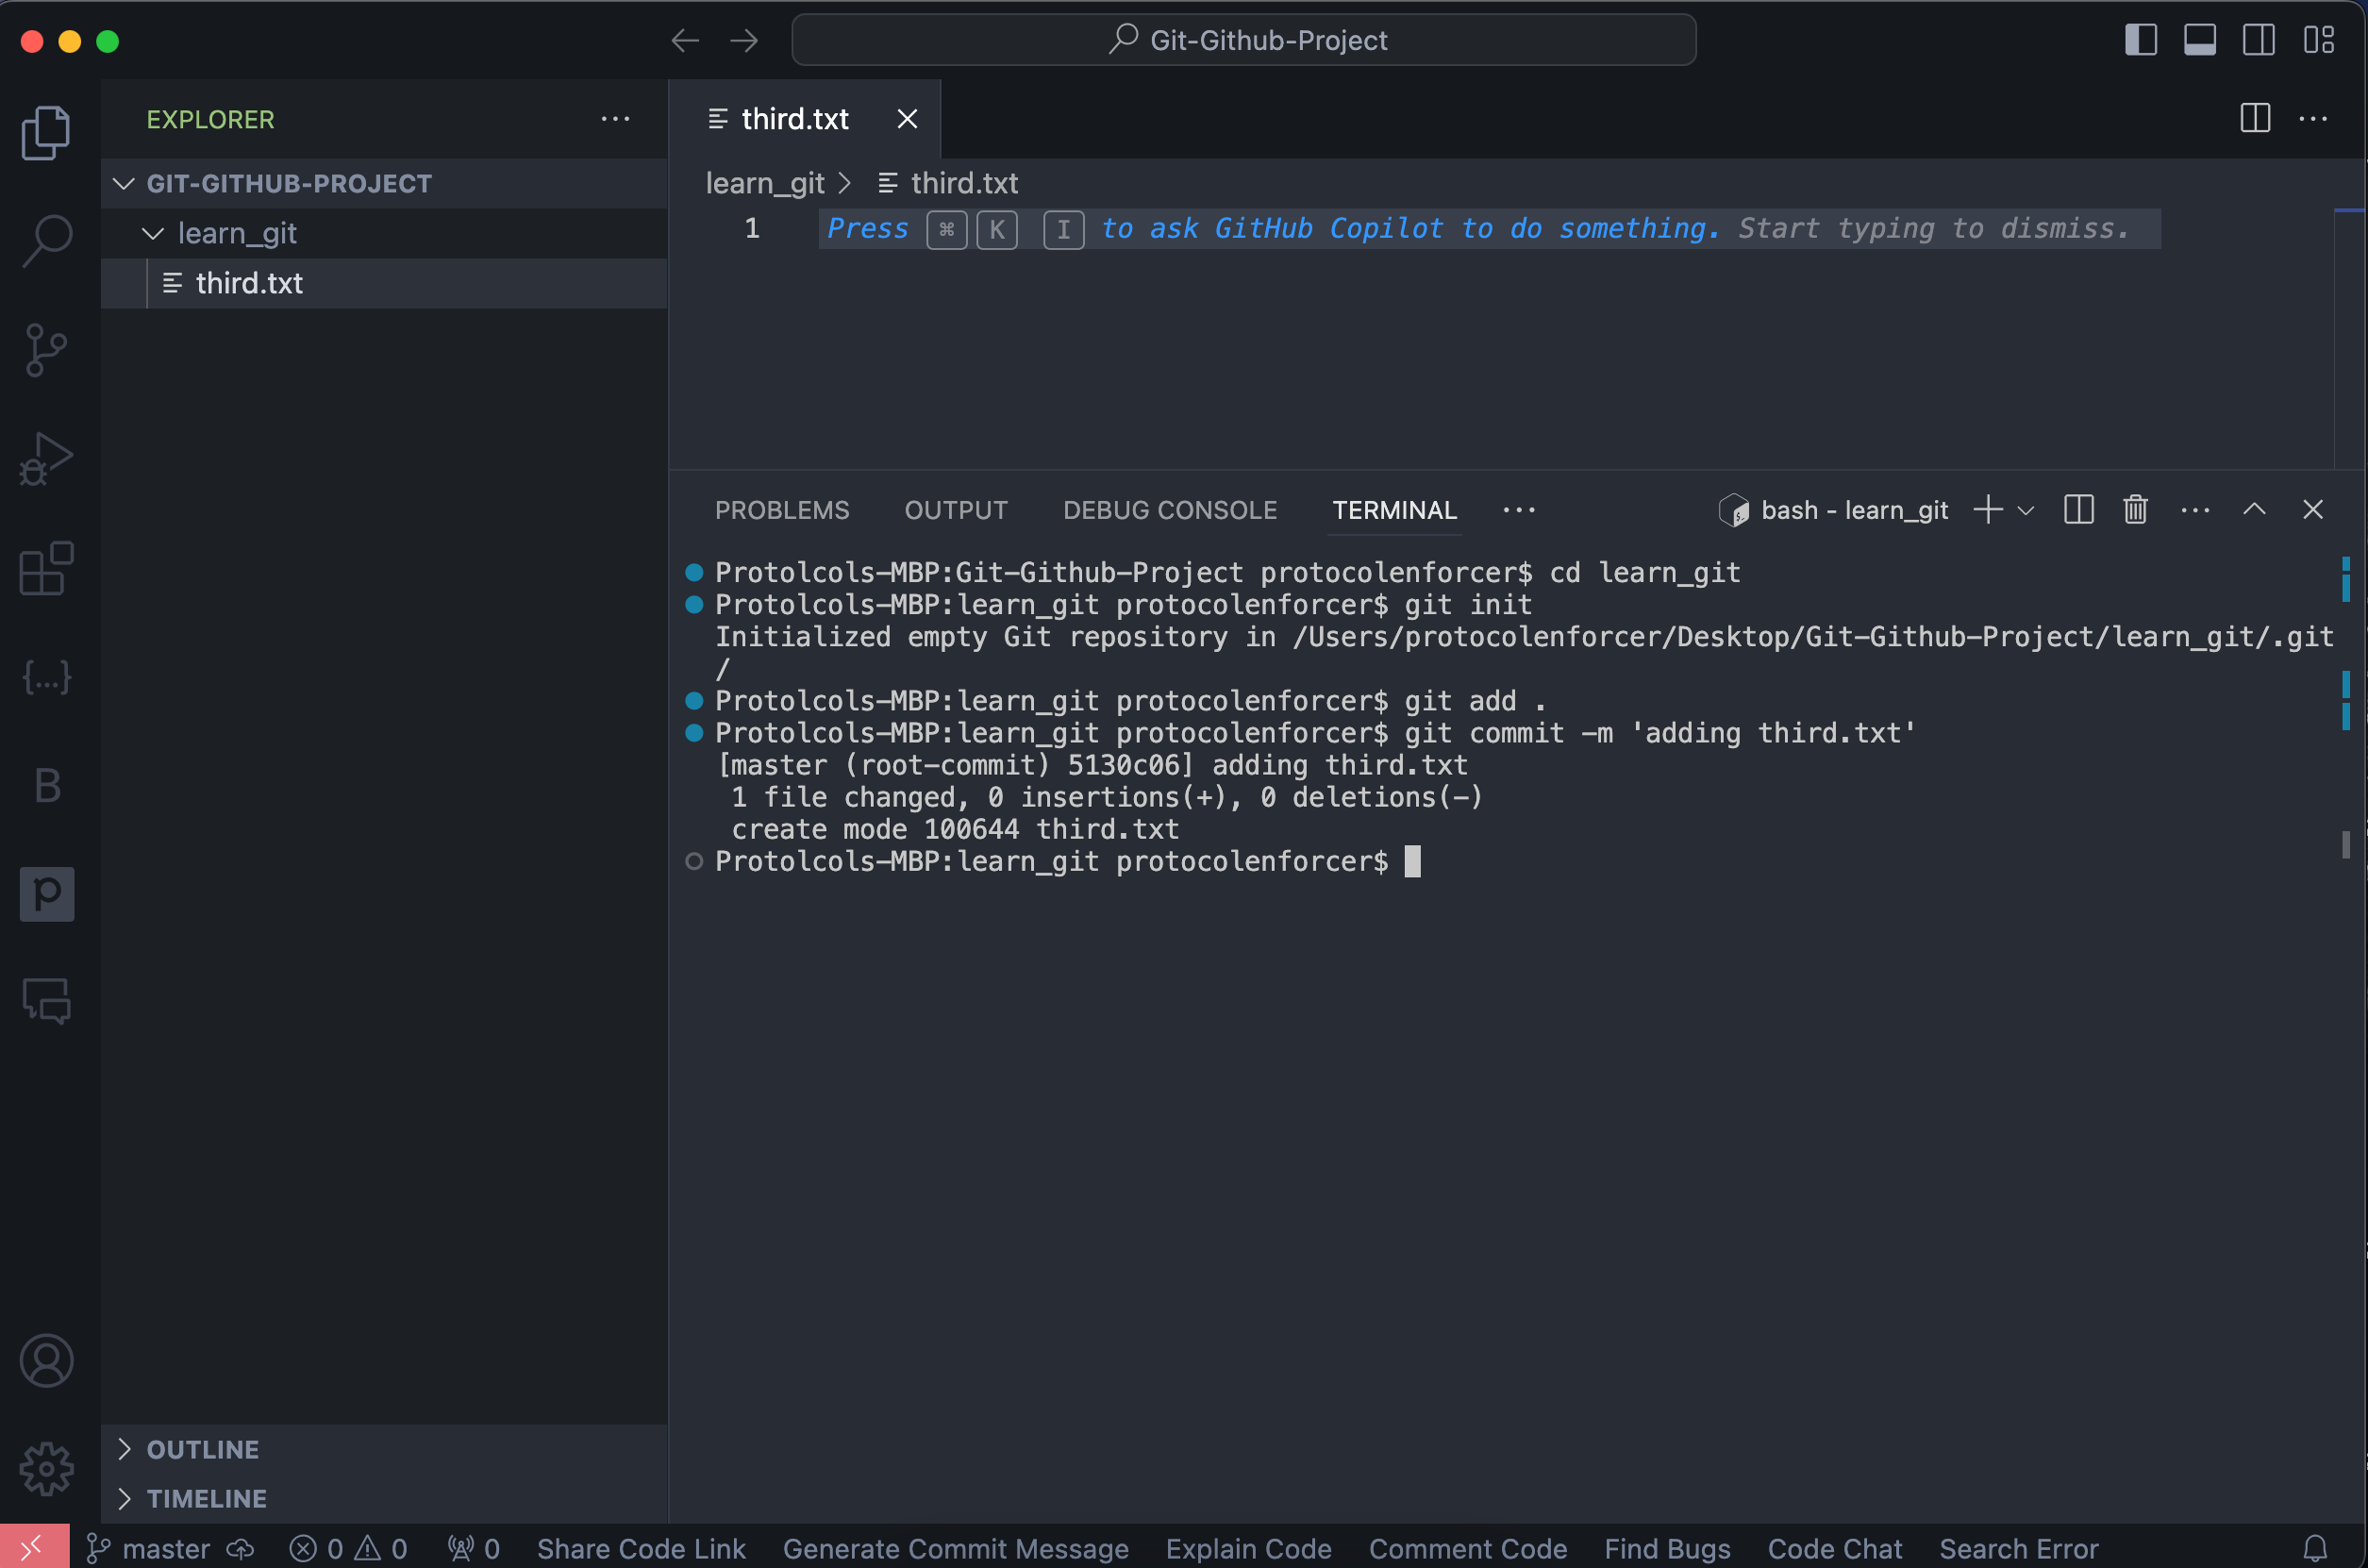 Git-Github-Project
EXPLORER
third.txt
GIT-GITHUB-PROJECT
learn_git
third.txt
learn_git > third.txt
1 Press ⌘ K I to ask GitHub Copilot to do something. Start typing to dismiss.
PROBLEMS OUTPUT DEBUG CONSOLE TERMINAL bash - learn_git
Protolcols-MBP:Git-Github-Project protocolenforcer$ cd learn_git
Protolcols-MBP:learn_git protocolenforcer$ git init
Initialized empty Git repository in /Users/protocolenforcer/Desktop/Git-Github-Project/learn_git/.git
/
Protolcols-MBP:learn_git protocolenforcer$ git add .
Protolcols-MBP:learn_git protocolenforcer$ git commit -m 'adding third.txt'
[master (root-commit) 5130c06] adding third.txt
1 file changed, 0 insertions(+), 0 deletions(-)
create mode 100644 third.txt
Protolcols-MBP:learn_git protocolenforcer$
{...}
B
p
OUTLINE
TIMELINE
master 0 0 0 Share Code Link Generate Commit Message Explain Code Comment Code Find Bugs Code Chat Search Error